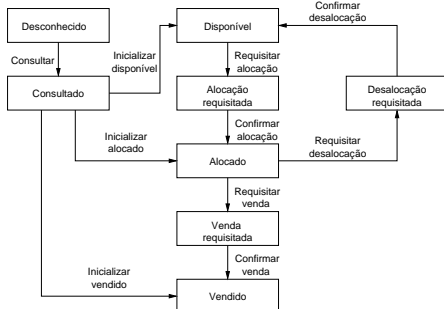 Confirmar
desalocação
Desconhecido
Disponível
Inicializar
disponível
Consultar
Requisitar
alocação
Consultado
Alocação
requisitada
Desalocação
requisitada
Inicializar
alocado
Confirmar
alocação
Requisitar
desalocação
Alocado
Requisitar
venda
Venda
requisitada
Inicializar
vendido
Confirmar
venda
Vendido